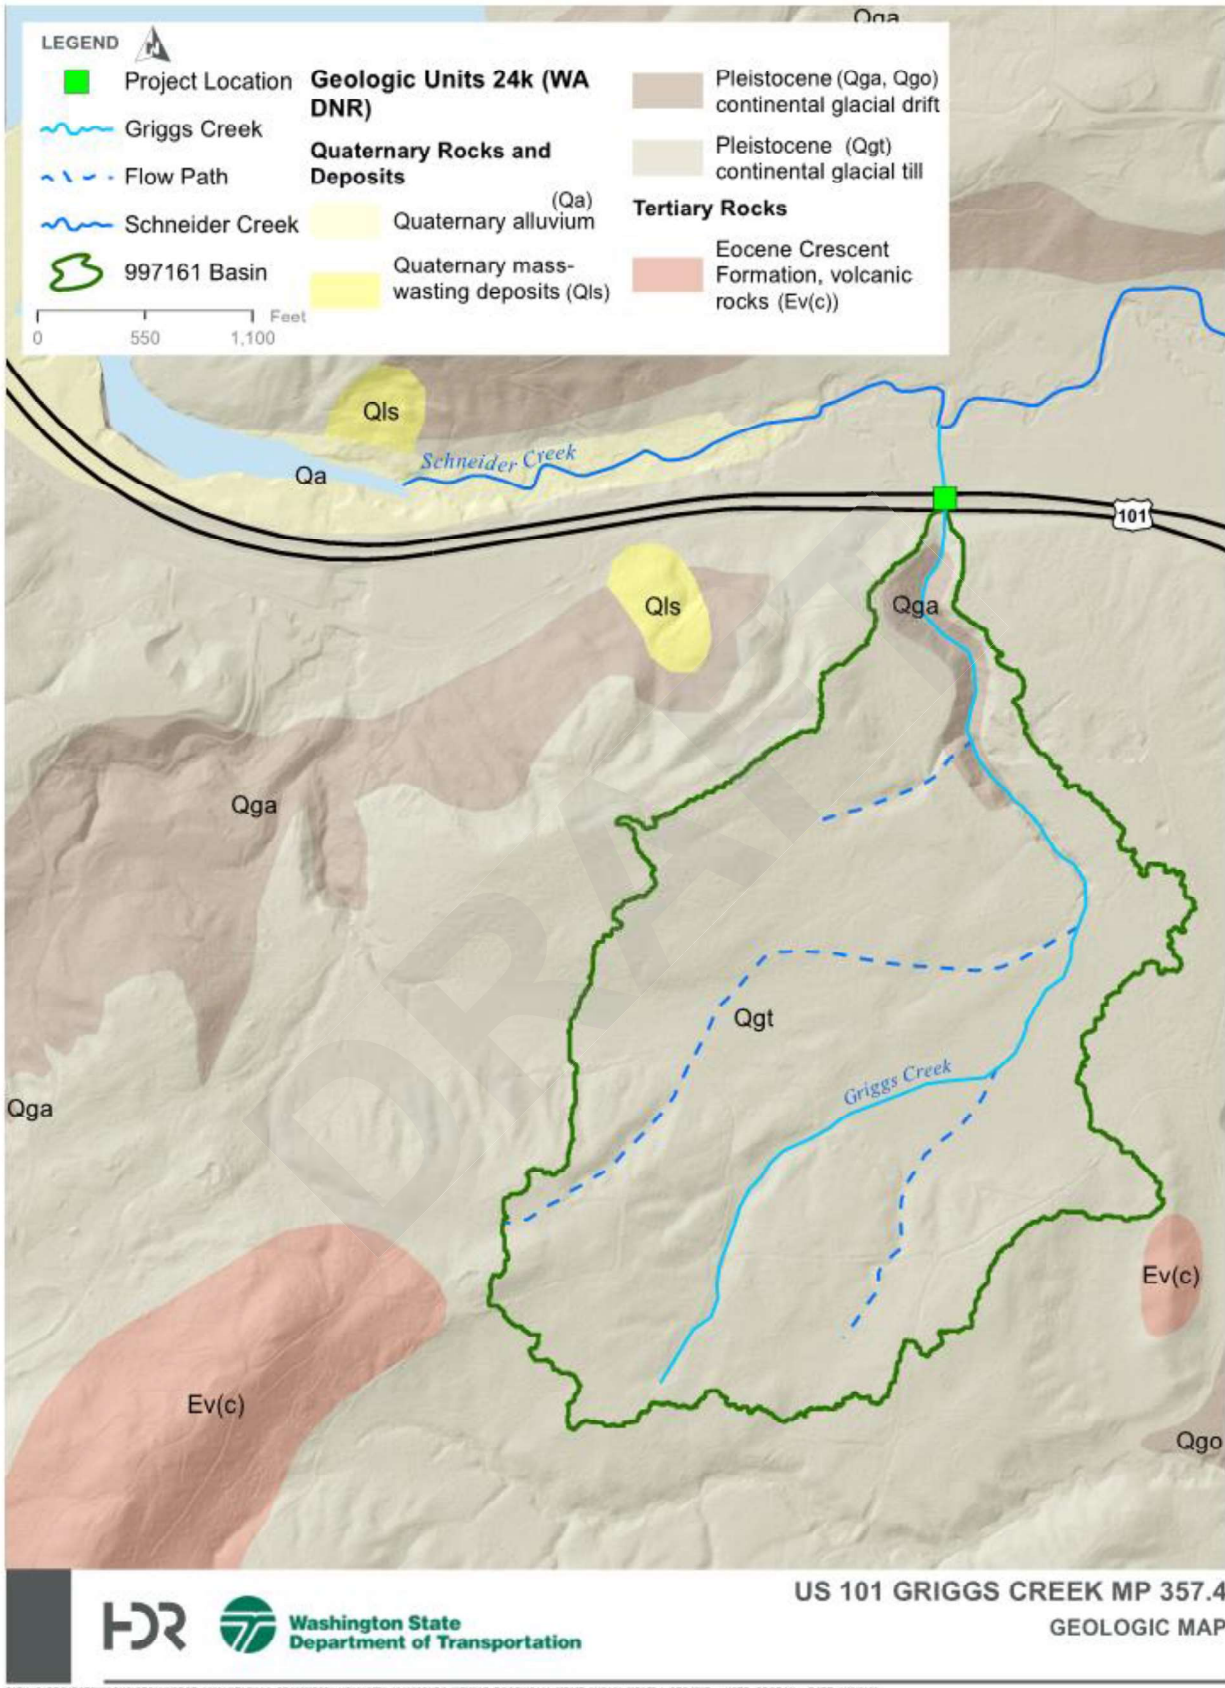 Qga
LEGEND
N
Project Location
Griggs Creek
Flow Path
Schneider Creek
997161 Basin
Feet
0 550 1,100
Geologic Units 24k (WA
DNR)
Quaternary Rocks and
Deposits
(Qa)
Quaternary alluvium
Quaternary mass-
wasting deposits (Qls)
Pleistocene (Qga, Qgo)
continental glacial drift
Pleistocene (Qgt)
continental glacial till
Tertiary Rocks
Eocene Crescent
Formation, volcanic
rocks (Ev(c))
Qls
Schneider Creek
Qa
101
Qls
Qga
Qga
Qgt
Griggs Creek
Qga
Ev(c)
Ev(c)
Qgo
DRAFT
US 101 GRIGGS CREEK MP 357.4
GEOLOGIC MAP
HDR
Washington State
Department of Transportation